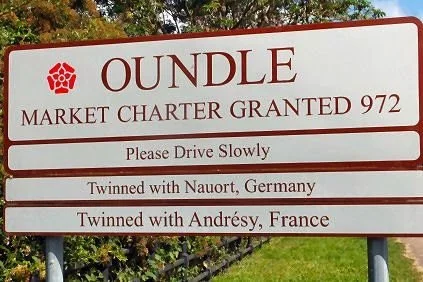 OUNDLE
MARKET CHARTER GRANTED 972
Please Drive Slowly
Twinned with Nauort, Germany
Twinned with Andrésy, France